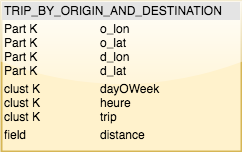 TRIP_BY_ORIGIN_AND_DESTINATION
Part K o_lon
Part K o_lat
Part K d_lon
Part K d_lat
clust K dayOWeek
clust K heure
clust K trip
field distance